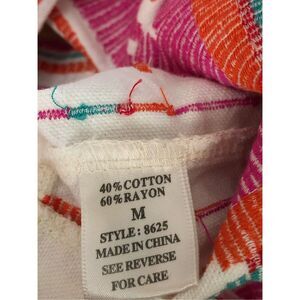 40% COTTON
60% RAYON
M
STYLE: 8625
MADE IN CHINA
SEE REVERSE
FOR CARE